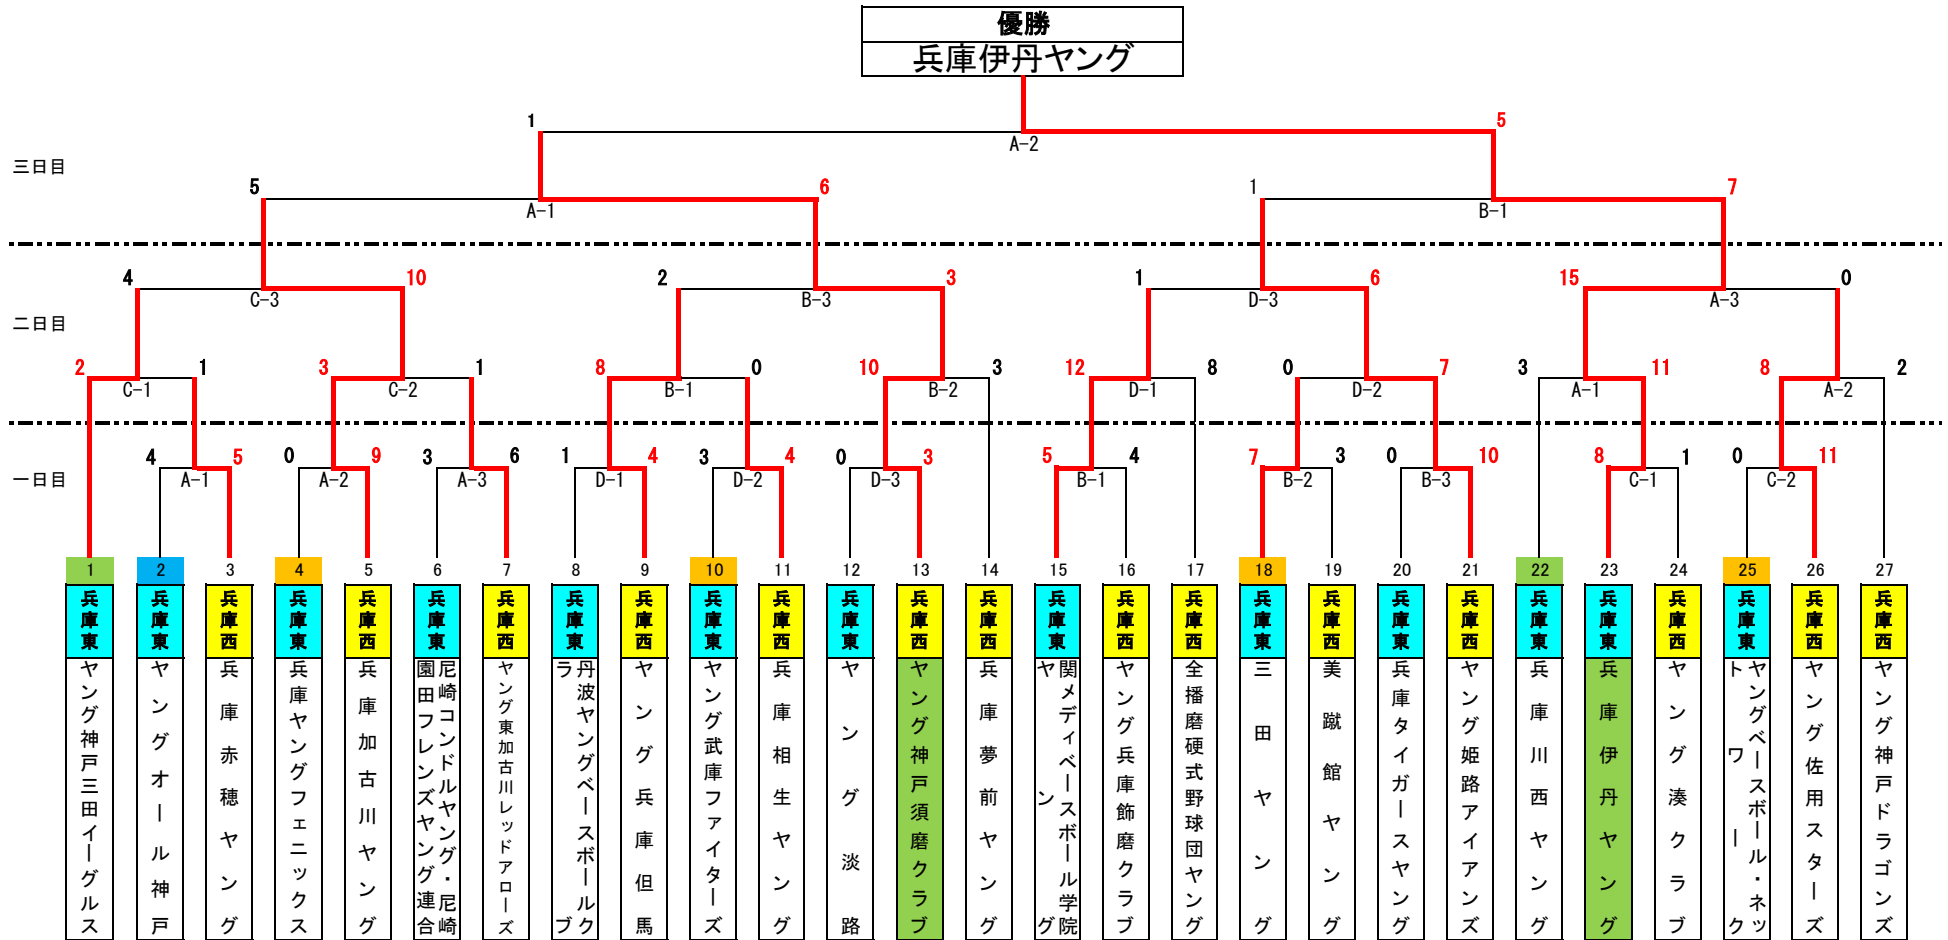 優勝
兵庫伊丹ヤング
1
5
A-2
三日目
5
6
1
7
A-1
B-1
4
10
2
3
1
6
15
0
C-3
B-3
D-3
A-3
二日目
2
1
3
1
8
0
10
3
12
8
0
7
3
11
8
2
C-1
C-2
B-1
B-2
D-1
D-2
A-1
A-2
4
5
0
9
3
6
1
4
3
4
0
3
5
4
7
3
0
10
8
1
0
11
一日目
A-1
A-2
A-3
D-1
D-2
D-3
B-1
B-2
B-3
C-1
C-2
1
2
3
4
5
6
7
8
9
10
11
12
13
14
15
16
17
18
19
20
21
22
23
24
25
26
27
兵庫東
兵庫東
兵庫西
兵庫東
兵庫西
兵庫東
兵庫西
兵庫東
兵庫西
兵庫東
兵庫西
兵庫東
兵庫西
兵庫西
兵庫東
兵庫西
兵庫西
兵庫東
兵庫西
兵庫東
兵庫西
兵庫東
兵庫東
兵庫西
兵庫東
兵庫西
兵庫西
ヤング神戸三田イーグルス
ヤングオール神戸
兵庫赤穂ヤング
兵庫ヤングフェニックス
兵庫加古川ヤング
尼崎コンドルヤング・尼崎
園田フレンズヤング連合
ヤング東加古川レッドアローズ
丹波ヤングベースボールク
ラブ
ヤング兵庫但馬
ヤング武庫ファイターズ
兵庫相生ヤング
ヤング淡路
ヤング神戸須磨クラブ
兵庫夢前ヤング
関メディベースボール学院
ヤング
ヤング兵庫飾磨クラブ
全播磨硬式野球団ヤング
三田ヤング
美蹴館ヤング
兵庫タイガースヤング
ヤング姫路アイアンズ
兵庫川西ヤング
兵庫伊丹ヤング
ヤング湊クラブ
ヤングベースボール・ネッ
トワーク
ヤング佐用スターズ
ヤング神戸ドラゴンズ